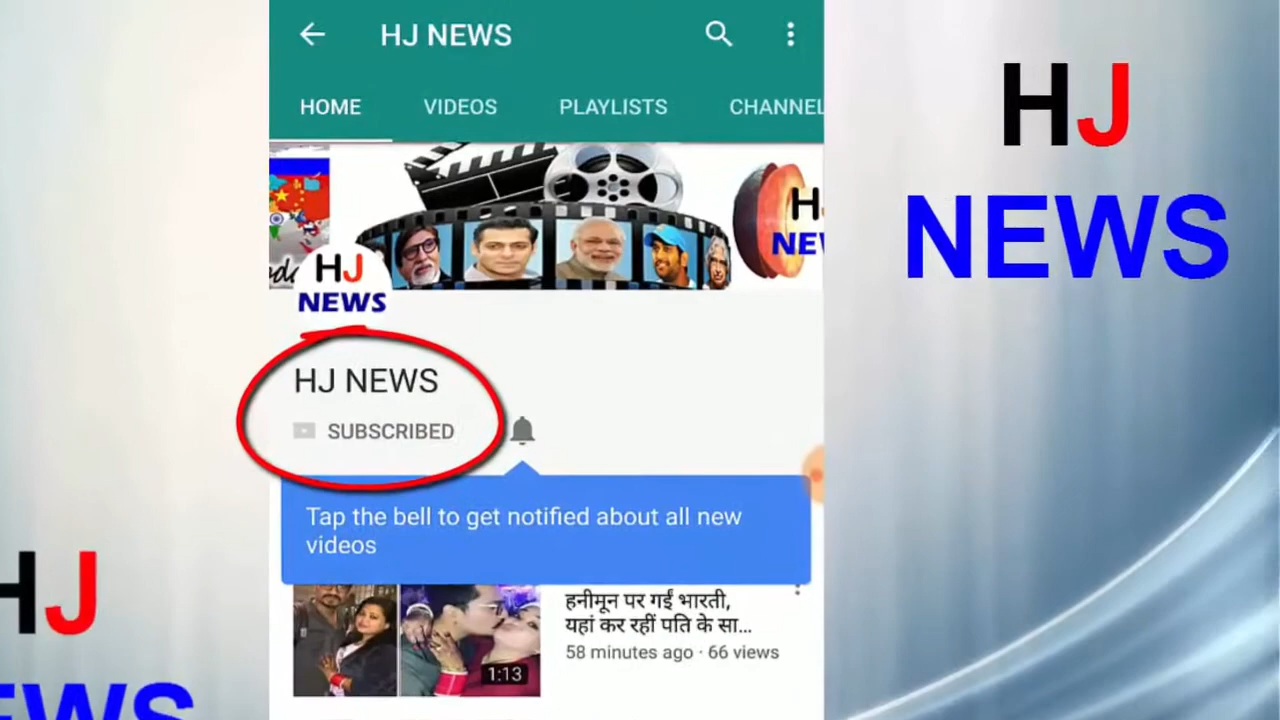 HJ NEWS
HOME VIDEOS PLAYLISTS CHANNEL
HJ
NEWS
HJ
NEWS
HJ NEWS
SUBSCRIBED
Tap the bell to get notified about all new
videos
हनीमून पर गईं भारती,
यहां कर रहीं पति के सा...
58 minutes ago · 66 views
1:13
HJ